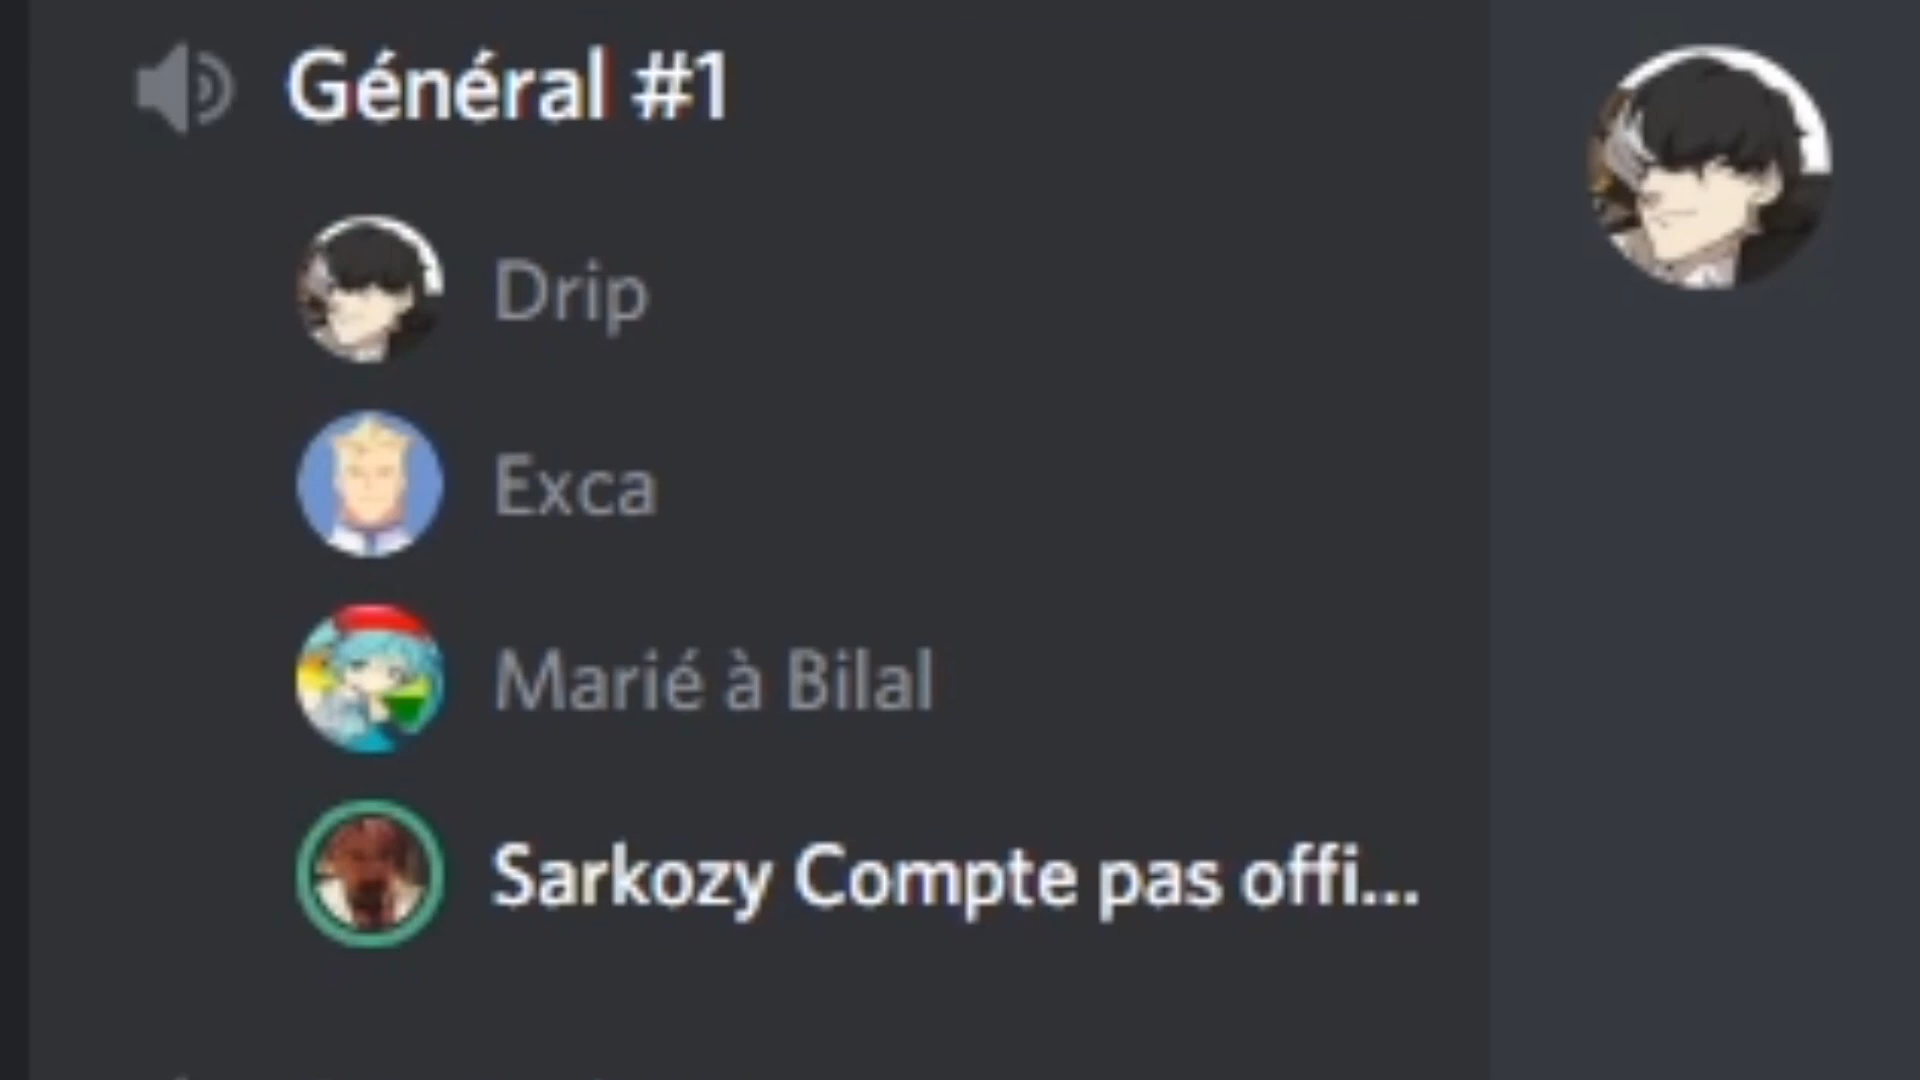 Général #1
Drip
Exca
Marié à Bilal
Sarkozy Compte pas offi...